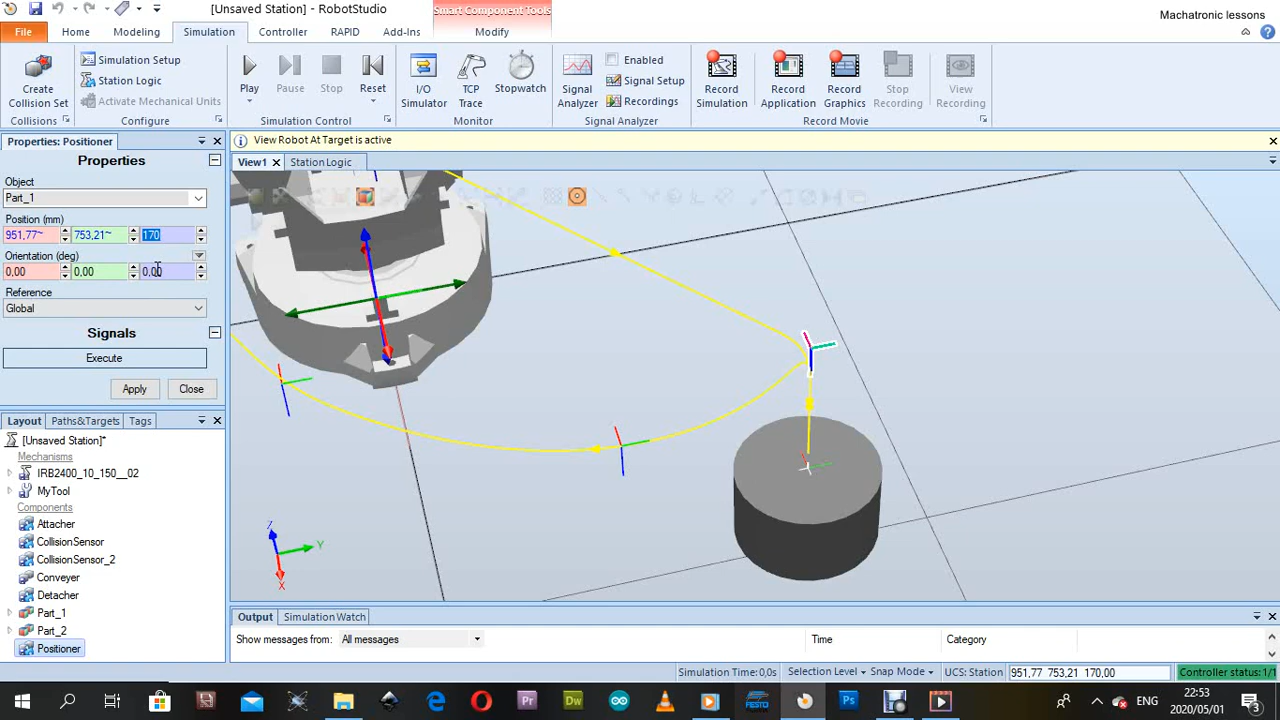 [Unsaved Station] - RobotStudio
Smart Component Tools
Machatronic lessons
File Home Modeling Simulation Controller RAPID Add-Ins Modify
Create Collision Set
Collisions
Simulation Setup
Station Logic
Activate Mechanical Units
Configure
Play
Pause
Stop
Reset
Simulation Control
I/O Simulator
TCP Trace
Stopwatch
Monitor
Signal Analyzer
Enabled
Signal Setup
Recordings
Signal Analyzer
Record Simulation
Record Application
Record Graphics
Stop Recording
View Recording
Record Movie
Properties: Positioner
View Robot At Target is active
View1
Station Logic
Properties
Object
Part_1
Position (mm)
951,77~ 753,21~ 170
Orientation (deg)
0,00 0,00 0,00
Reference
Global
Signals
Execute
Apply Close
Layout Paths&Targets Tags
[Unsaved Station]*
Mechanisms
IRB2400_10_150__02
MyTool
Components
Attacher
CollisionSensor
CollisionSensor_2
Conveyer
Detacher
Part_1
Part_2
Positioner
Z
Y
X
Output Simulation Watch
Show messages from: All messages Time Category
Simulation Time: 0,0s Selection Level Snap Mode UCS: Station 951,77 753,21 170,00 Controller status: 1/1
ENG
22:53
2020/05/01